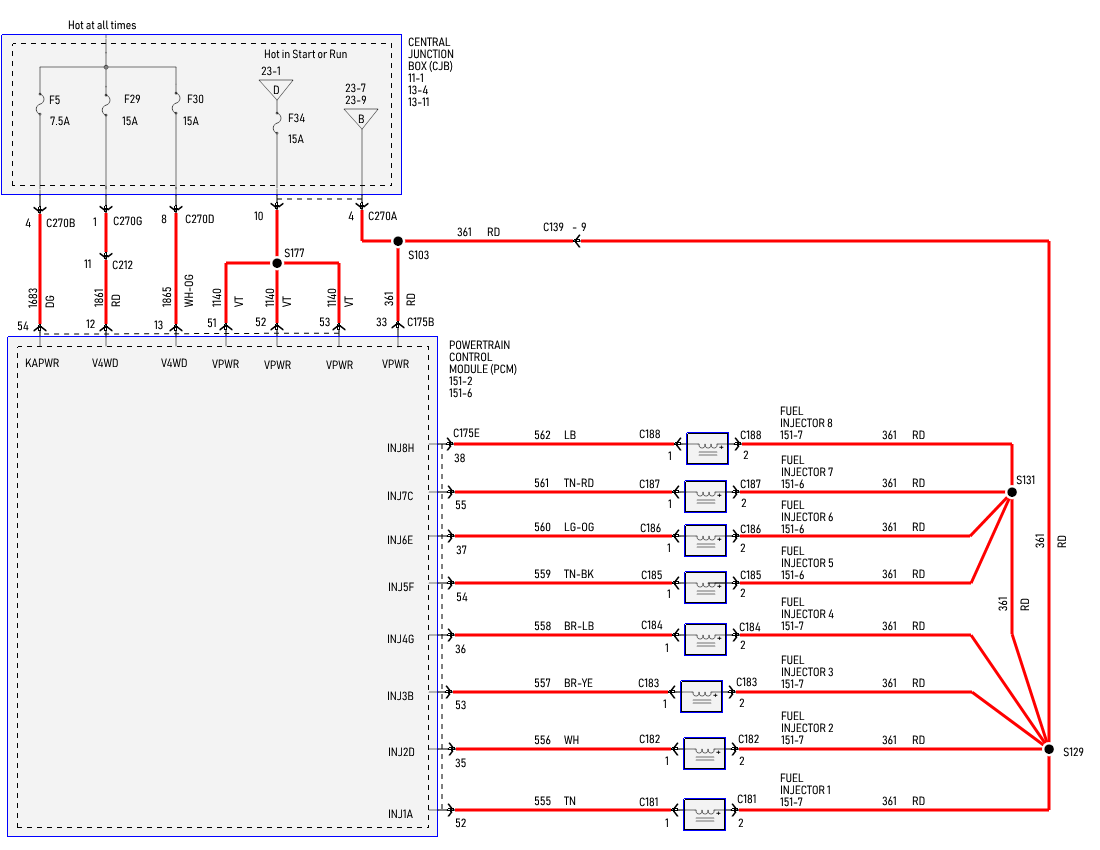 Hot at all times
CENTRAL
JUNCTION
BOX (CJB)
11-1
13-4
13-11
Hot in Start or Run
23-1
D
23-7
23-9
B
F5
7.5A
F29
15A
F30
15A
F34
15A
4
C270B
1
C270G
8
C270D
10
4
C270A
11
C212
S177
S103
361 RD
C139 - 9
1683
DG
1861
RD
1865
WH-OG
1140
VT
1140
VT
1140
VT
361
RD
54
12
13
51
52
53
33
C175B
KAPWR
V4WD
V4WD
VPWR
VPWR
VPWR
VPWR
POWERTRAIN
CONTROL
MODULE (PCM)
151-2
151-6
INJ8H
C175E
38
562 LB
C188
1
C188
2
FUEL
INJECTOR 8
151-7
361 RD
INJ7C
55
561 TN-RD
C187
1
C187
2
FUEL
INJECTOR 7
151-6
361 RD
S131
INJ6E
37
560 LG-OG
C186
1
C186
2
FUEL
INJECTOR 6
151-6
361 RD
INJ5F
54
559 TN-BK
C185
1
C185
2
FUEL
INJECTOR 5
151-6
361 RD
361
RD
361
RD
INJ4G
36
558 BR-LB
C184
1
C184
2
FUEL
INJECTOR 4
151-7
361 RD
INJ3B
53
557 BR-YE
C183
1
C183
2
FUEL
INJECTOR 3
151-7
361 RD
INJ2D
35
556 WH
C182
1
C182
2
FUEL
INJECTOR 2
151-7
361 RD
S129
INJ1A
52
555 TN
C181
1
C181
2
FUEL
INJECTOR 1
151-7
361 RD